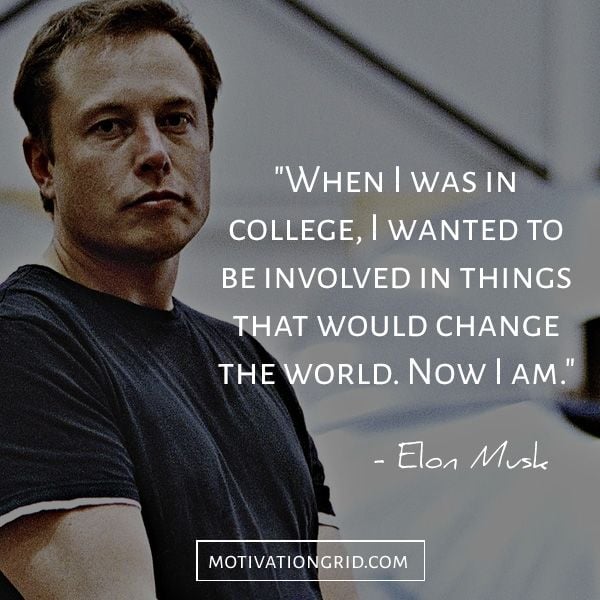 "When I was in
college, I wanted to
be involved in things
that would change
the world. Now I am."
- Elon Musk
MOTIVATIONGRID.COM